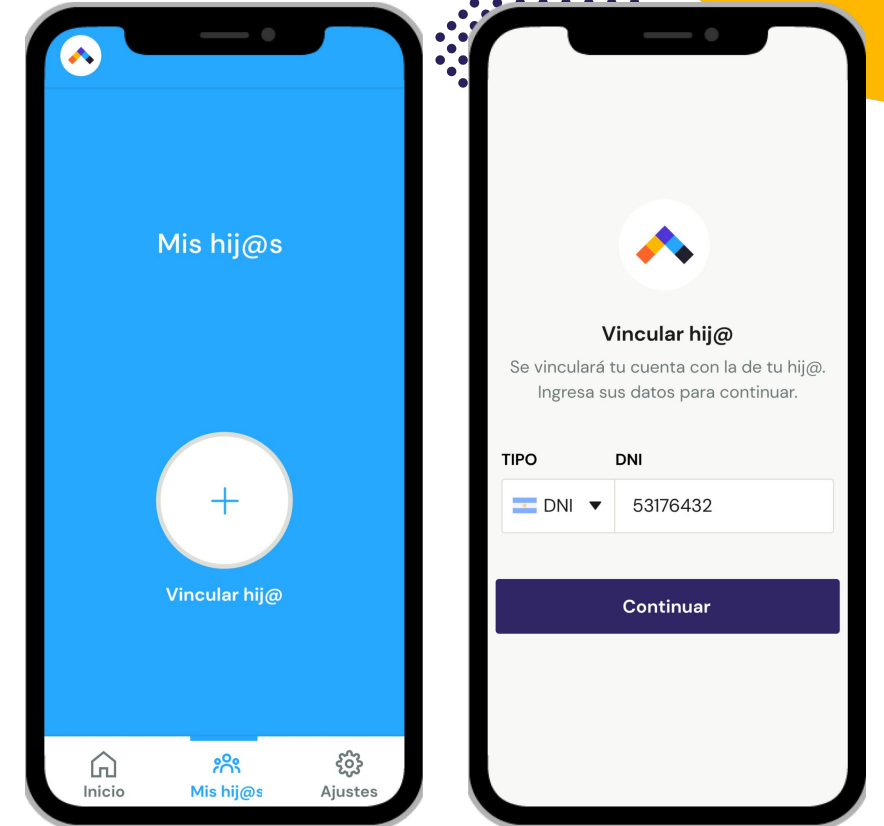 Mis hij@s
Vincular hij@
Inicio
Mis hij@s
Ajustes
Vincular hij@
Se vinculará tu cuenta con la de tu hij@.
Ingresa sus datos para continuar.
TIPO DNI
DNI 53176432
Continuar